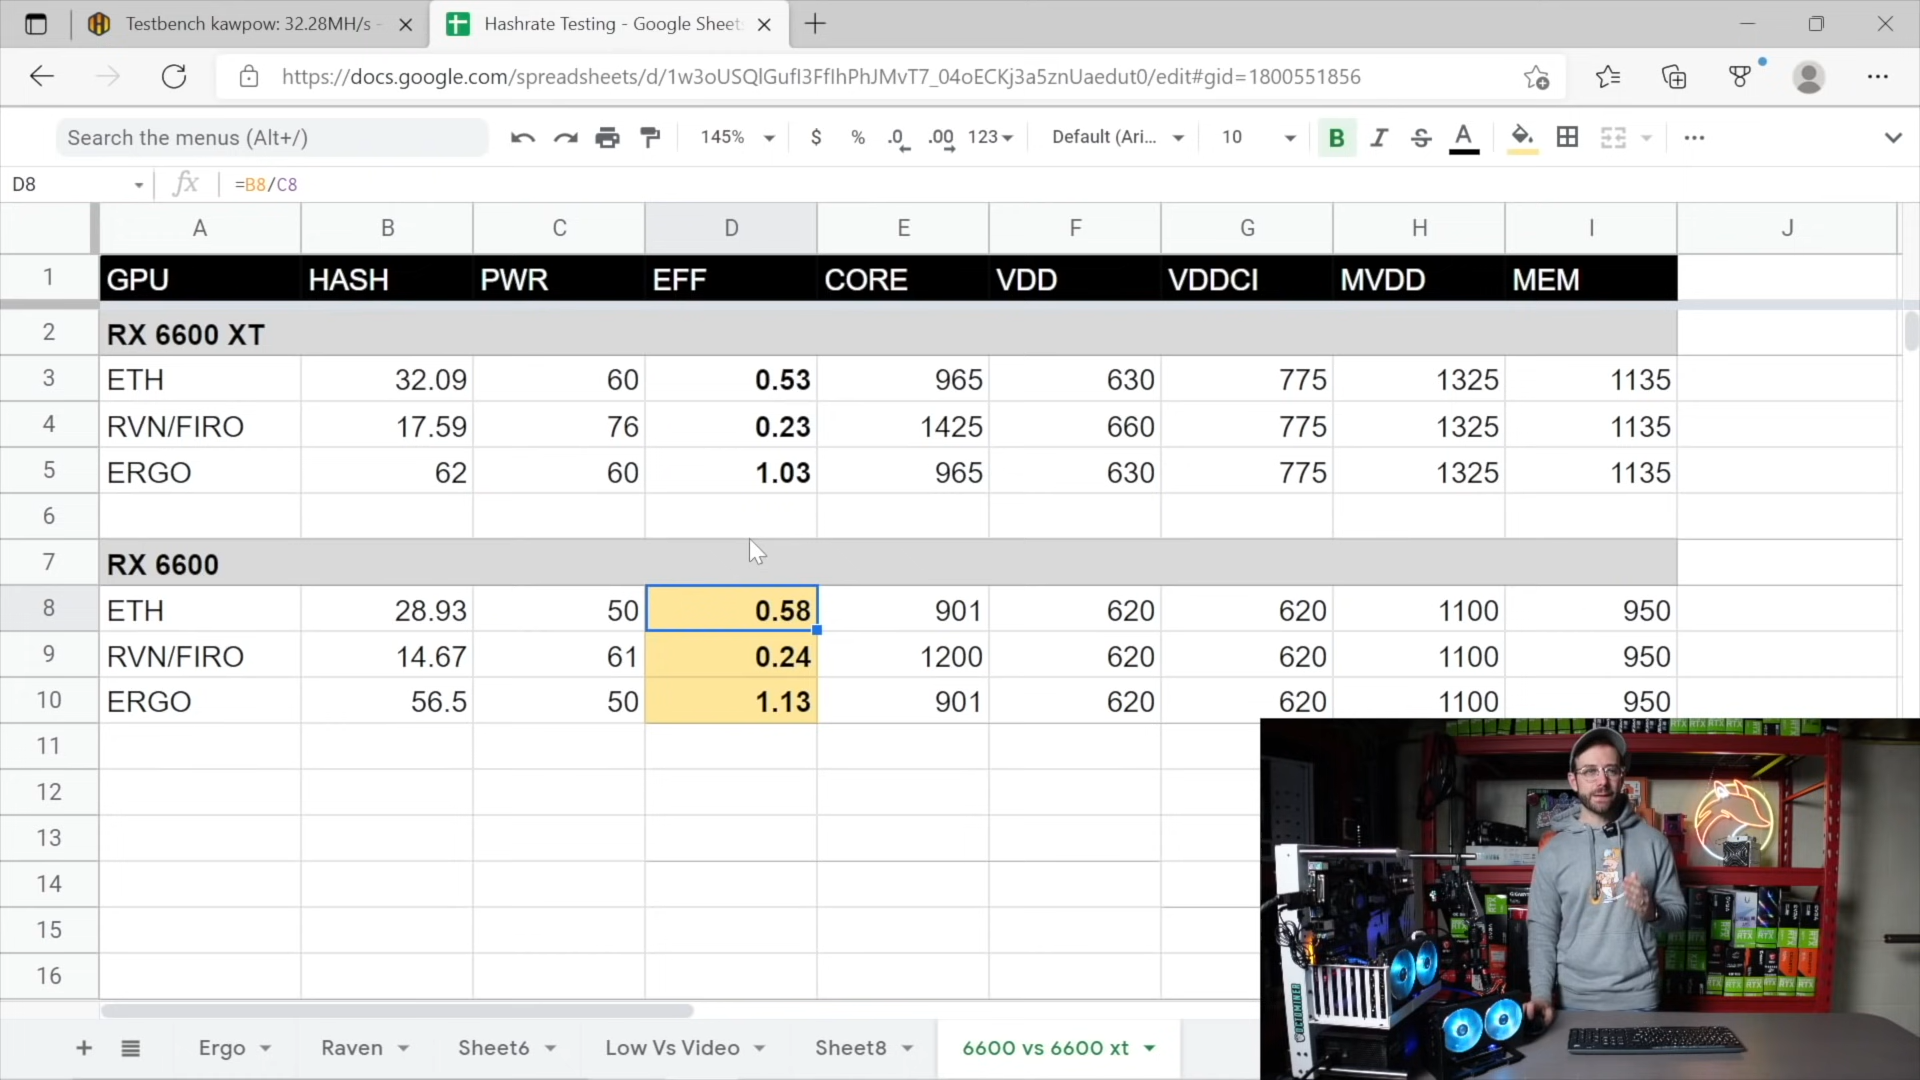 Testbench kawpow: 32.28MH/s -
Hashrate Testing - Google Sheet
https://docs.google.com/spreadsheets/d/1w3oUSQlGufI3FfIhPhJMvT7_04oECKj3a5znUaedut0/edit#gid=1800551856
Search the menus (Alt+/) 145% $ % .0 .00 123 Default (Ari... 10 B I S A
D8 fx =B8/C8
A B C D E F G H I J
1 GPU HASH PWR EFF CORE VDD VDDCI MVDD MEM
2 RX 6600 XT
3 ETH 32.09 60 0.53 965 630 775 1325 1135
4 RVN/FIRO 17.59 76 0.23 1425 660 775 1325 1135
5 ERGO 62 60 1.03 965 630 775 1325 1135
6
7 RX 6600
8 ETH 28.93 50 0.58 901 620 620 1100 950
9 RVN/FIRO 14.67 61 0.24 1200 620 620 1100 950
10 ERGO 56.5 50 1.13 901 620 620 1100 950
11
12
13
14
15
16
OCTOMINER
Ergo Raven Sheet6 Low Vs Video Sheet8 6600 vs 6600 xt